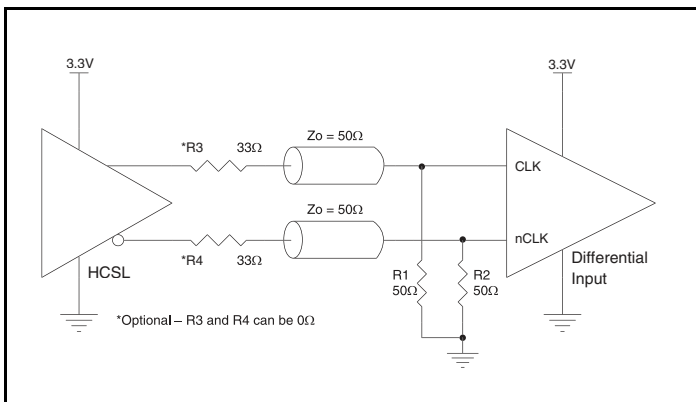 3.3V
3.3V
*R3 33Ω
Zo = 50Ω
CLK
Zo = 50Ω
nCLK
*R4 33Ω
HCSL
R1
50Ω
R2
50Ω
Differential
Input
*Optional – R3 and R4 can be 0Ω